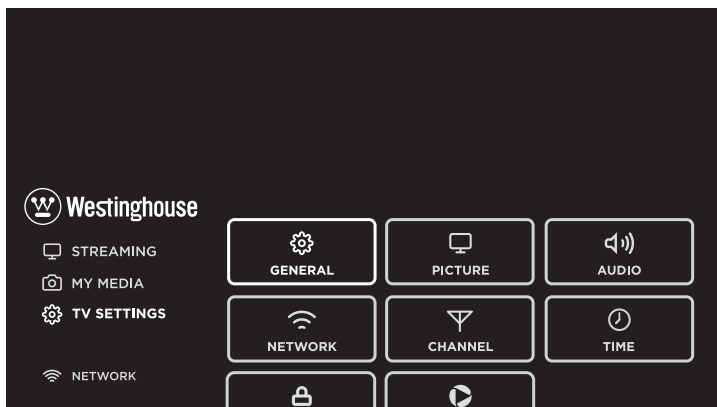 Westinghouse
STREAMING
MY MEDIA
TV SETTINGS
NETWORK
GENERAL
PICTURE
AUDIO
NETWORK
CHANNEL
TIME